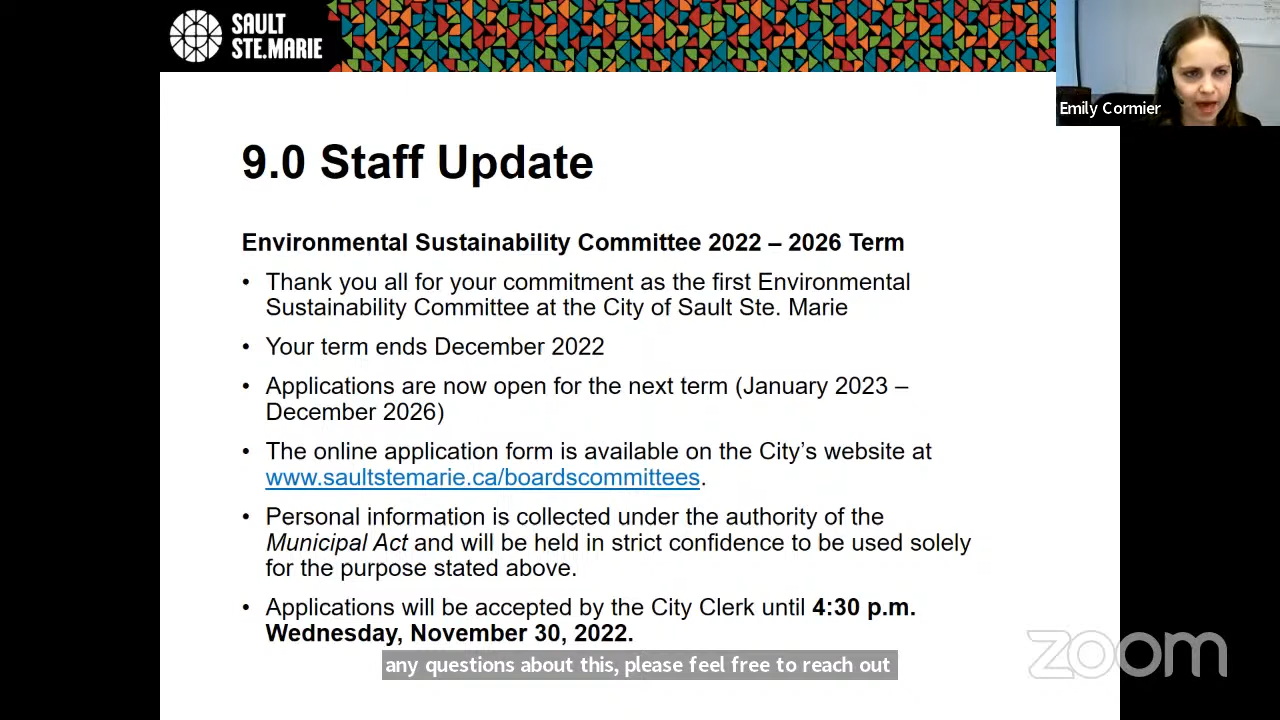 SAULT
STE.MARIE
Emily Cormier
9.0 Staff Update
Environmental Sustainability Committee 2022 – 2026 Term
• Thank you all for your commitment as the first Environmental
Sustainability Committee at the City of Sault Ste. Marie
• Your term ends December 2022
• Applications are now open for the next term (January 2023 –
December 2026)
• The online application form is available on the City’s website at
www.saultstemarie.ca/boardscommittees.
• Personal information is collected under the authority of the
Municipal Act and will be held in strict confidence to be used solely
for the purpose stated above.
• Applications will be accepted by the City Clerk until 4:30 p.m.
Wednesday, November 30, 2022.
any questions about this, please feel free to reach out
zoom